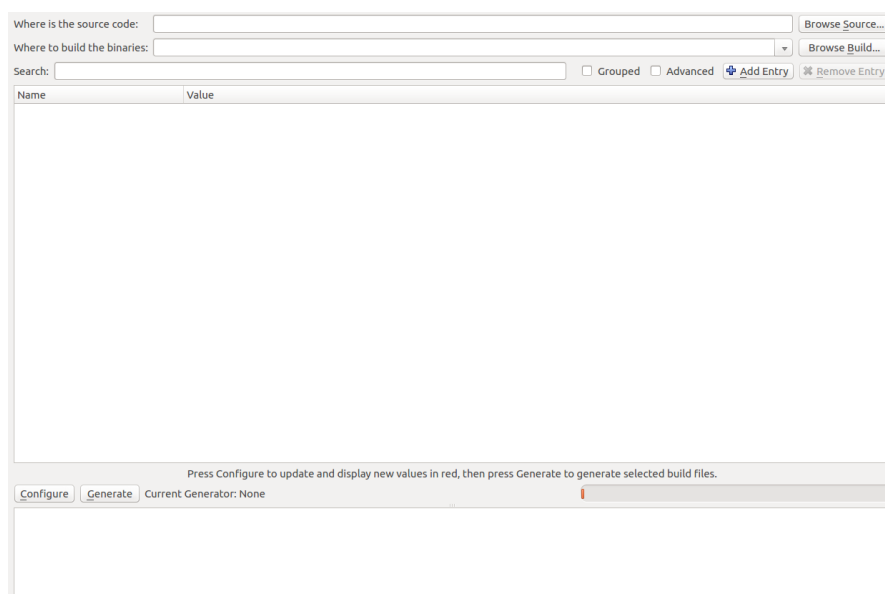 Where is the source code: Browse Source...
Where to build the binaries: Browse Build...
Search: Grouped Advanced Add Entry Remove Entry
Name Value
Press Configure to update and display new values in red, then press Generate to generate selected build files.
Configure Generate Current Generator: None